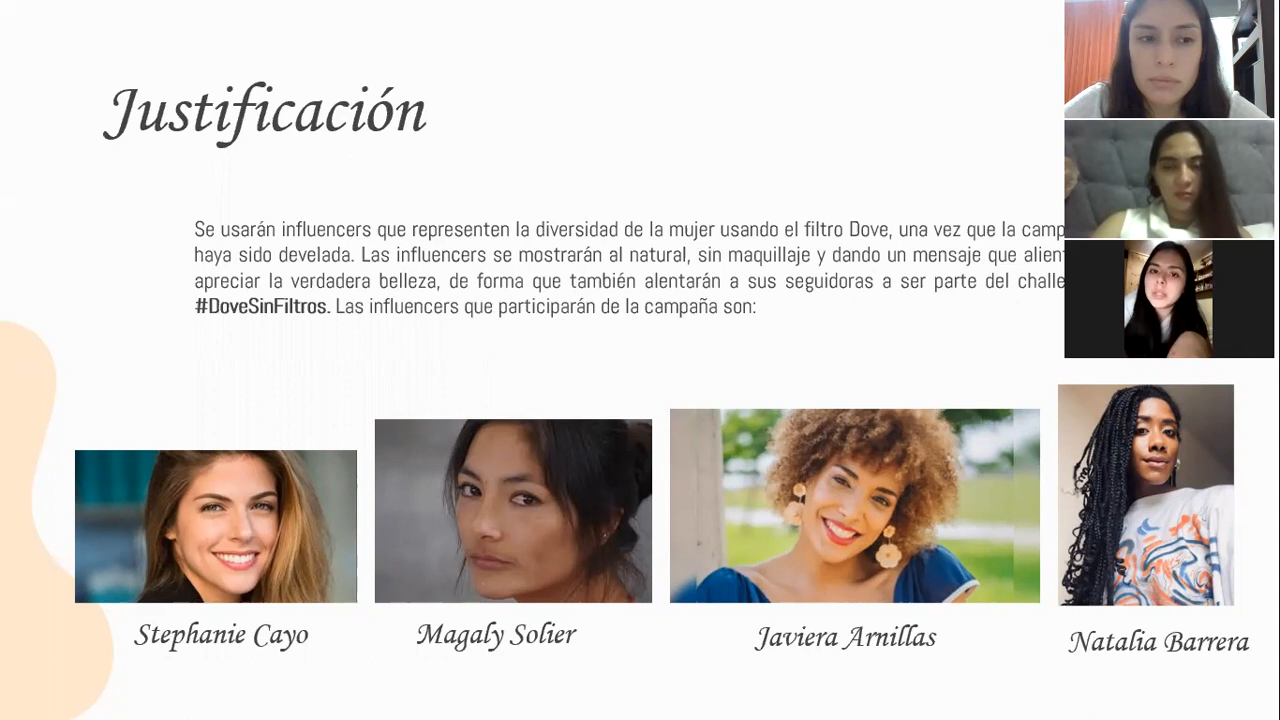 Justificación
Se usarán influencers que representen la diversidad de la mujer usando el filtro Dove, una vez que la camp
haya sido develada. Las influencers se mostrarán al natural, sin maquillaje y dando un mensaje que alient
apreciar la verdadera belleza, de forma que también alentarán a sus seguidoras a ser parte del challe
#DoveSinFiltros. Las influencers que participarán de la campaña son:
Stephanie Cayo
Magaly Solier
Javiera Arnillas
Natalia Barrera